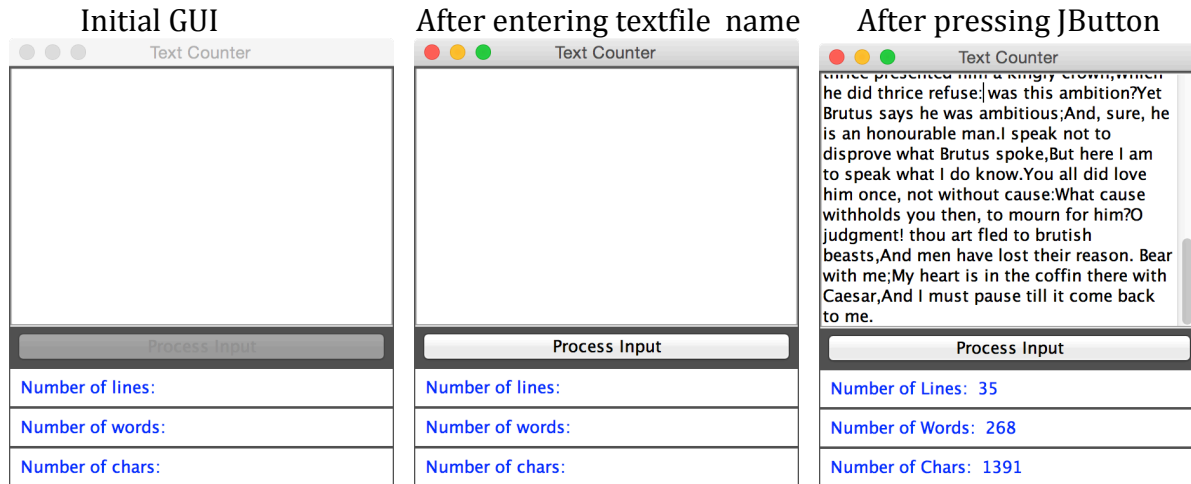 Initial GUI
After entering textfile name
After pressing JButton
Text Counter
Process Input
Number of lines:
Number of words:
Number of chars:
Text Counter
Process Input
Number of lines:
Number of words:
Number of chars:
Text Counter
thrice presented him a kingly crown,Which
he did thrice refuse: was this ambition?Yet
Brutus says he was ambitious;And, sure, he
is an honourable man.I speak not to
disprove what Brutus spoke,But here I am
to speak what I do know.You all did love
him once, not without cause:What cause
withholds you then, to mourn for him?O
judgment! thou art fled to brutish
beasts,And men have lost their reason. Bear
with me;My heart is in the coffin there with
Caesar,And I must pause till it come back
to me.
Process Input
Number of Lines: 35
Number of Words: 268
Number of Chars: 1391